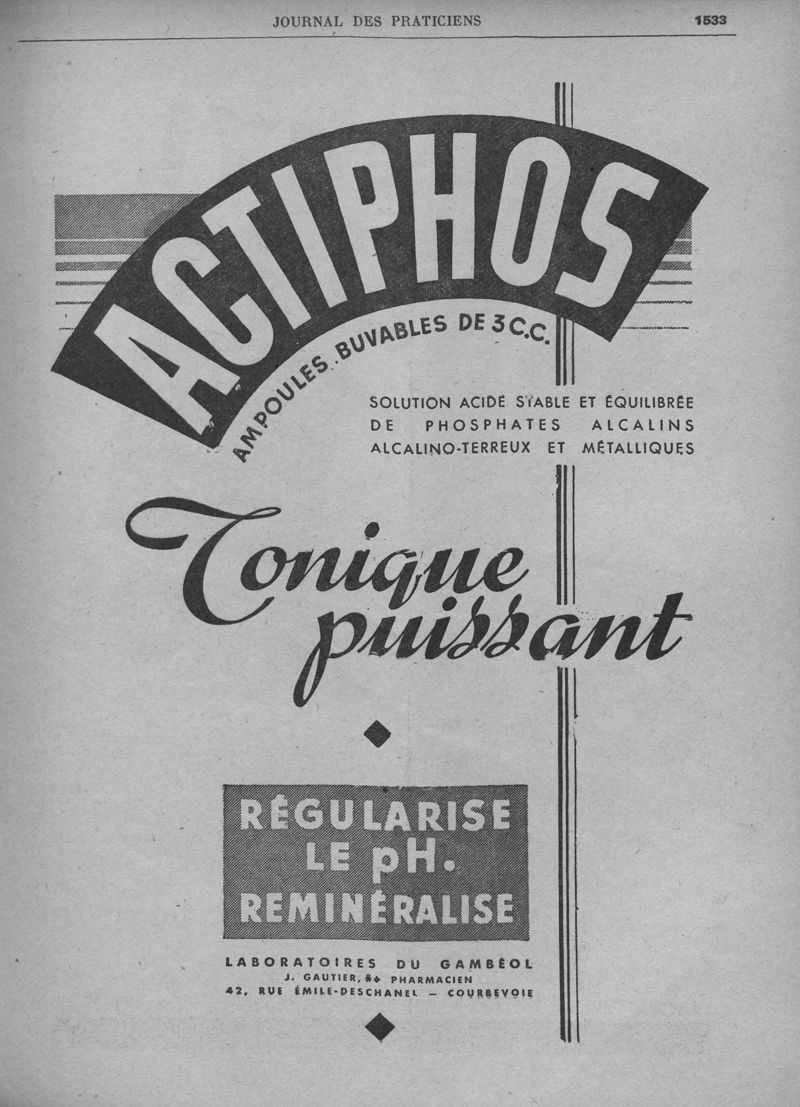 JOURNAL DES PRATICIENS
1533
ACTIPHOS
AMPOULES BUVABLES DE 3 C.C.
SOLUTION ACIDE STABLE ET ÉQUILIBRÉE
DE PHOSPHATES ALCALINS
ALCALINO-TERREUX ET MÉTALLIQUES
Tonique
puissant
RÉGULARISE
LE pH.
REMINÉRALISE
LABORATOIRES DU GAMBÉOL
J. GAUTIER, PHARMACIEN
42, RUE ÉMILE-DESCHANEL — COURBEVOIE